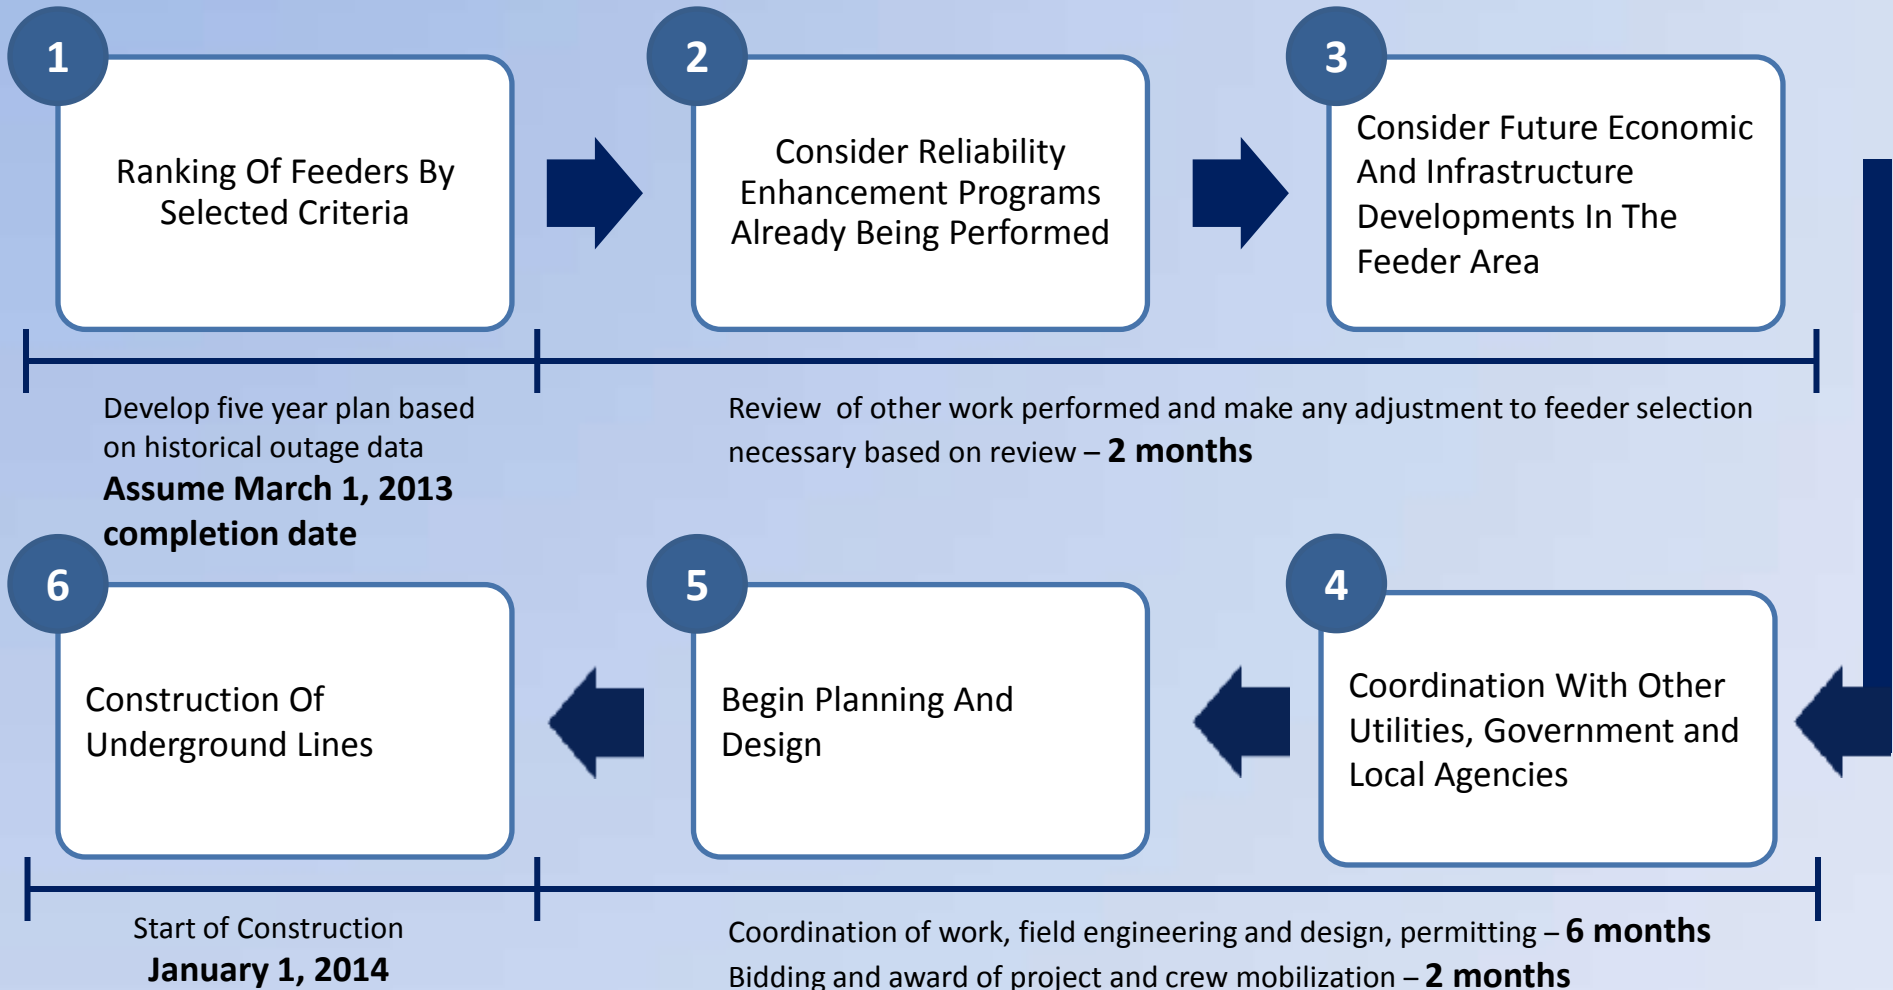 1
Ranking Of Feeders By
Selected Criteria
2
Consider Reliability
Enhancement Programs
Already Being Performed
3
Consider Future Economic
And Infrastructure
Developments In The
Feeder Area
Develop five year plan based
on historical outage data
Assume March 1, 2013
completion date
Review of other work performed and make any adjustment to feeder selection
necessary based on review – 2 months
4
Coordination With Other
Utilities, Government and
Local Agencies
5
Begin Planning And
Design
6
Construction Of
Underground Lines
Start of Construction
January 1, 2014
Coordination of work, field engineering and design, permitting – 6 months
Bidding and award of project and crew mobilization – 2 months